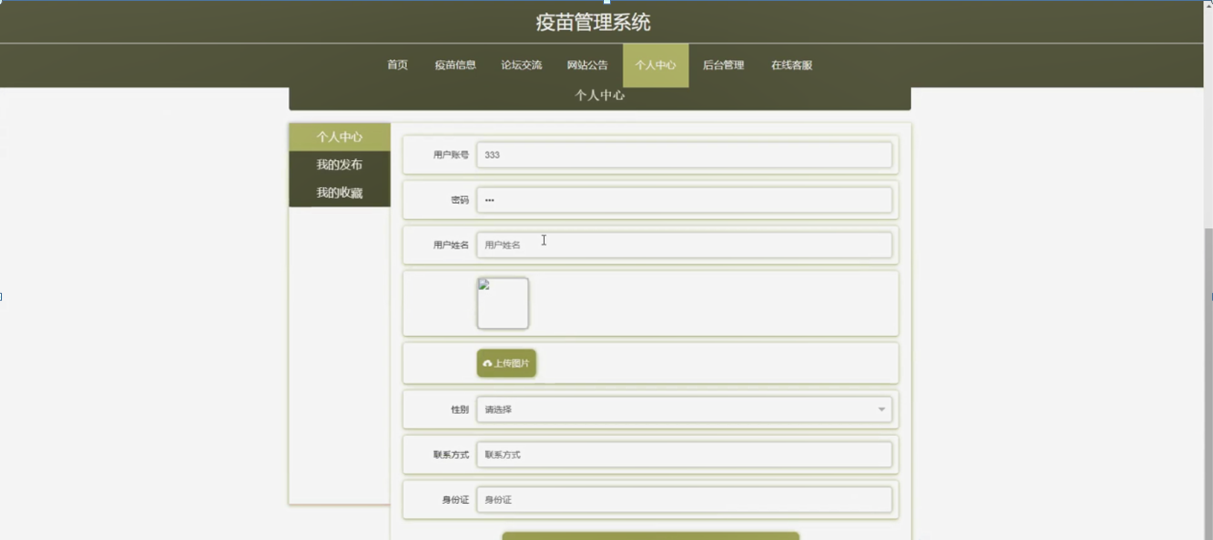 疫苗管理系统
首页 疫苗信息 论坛交流 网站公告 个人中心 后台管理 在线客服
个人中心
个人中心
我的发布
我的收藏
用户账号 333
密码 •••
用户姓名 用户姓名
上传图片
性别 请选择
联系方式 联系方式
身份证 身份证